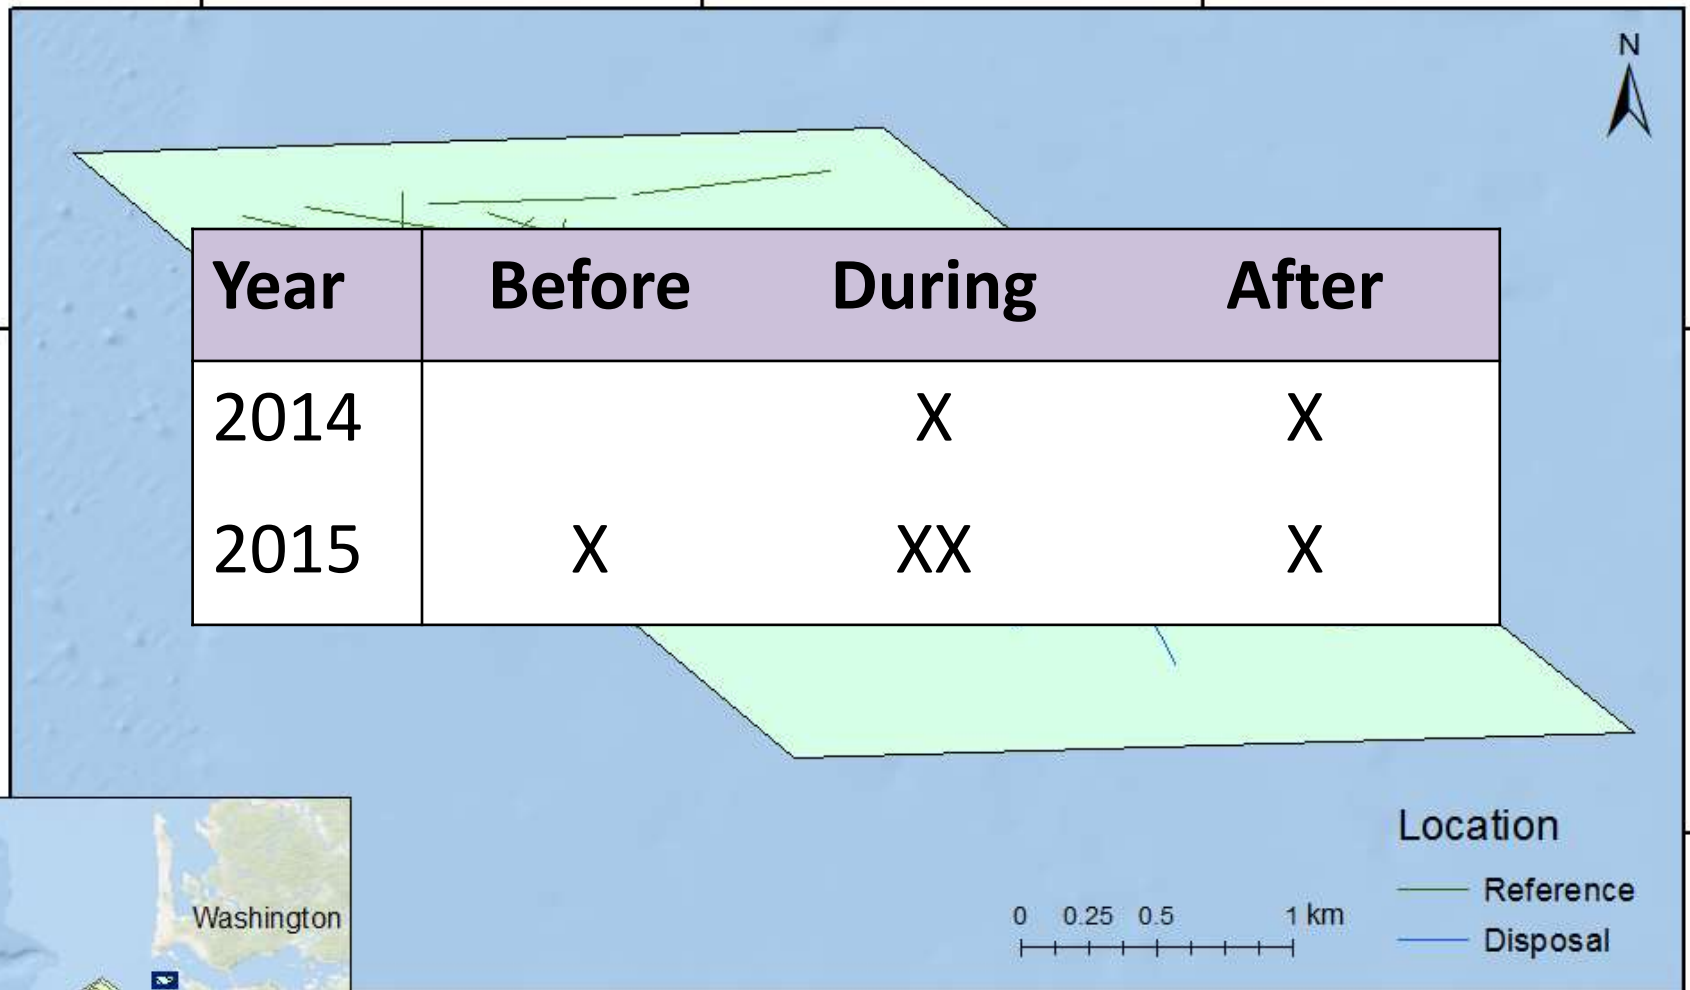 N
Year Before During After
2014 X X
2015 X XX X
Location
Reference
Disposal
0 0.25 0.5 1 km
Washington